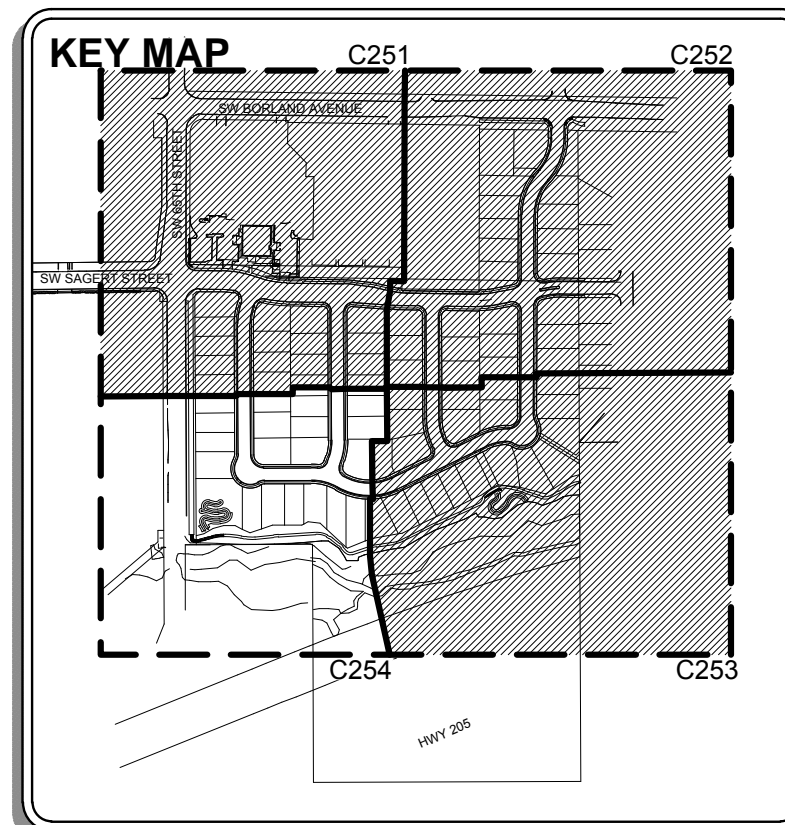 KEY MAP
C251
C252
SW BORLAND AVENUE
SW 65TH STREET
SW SAGERT STREET
C254
C253
HWY 205